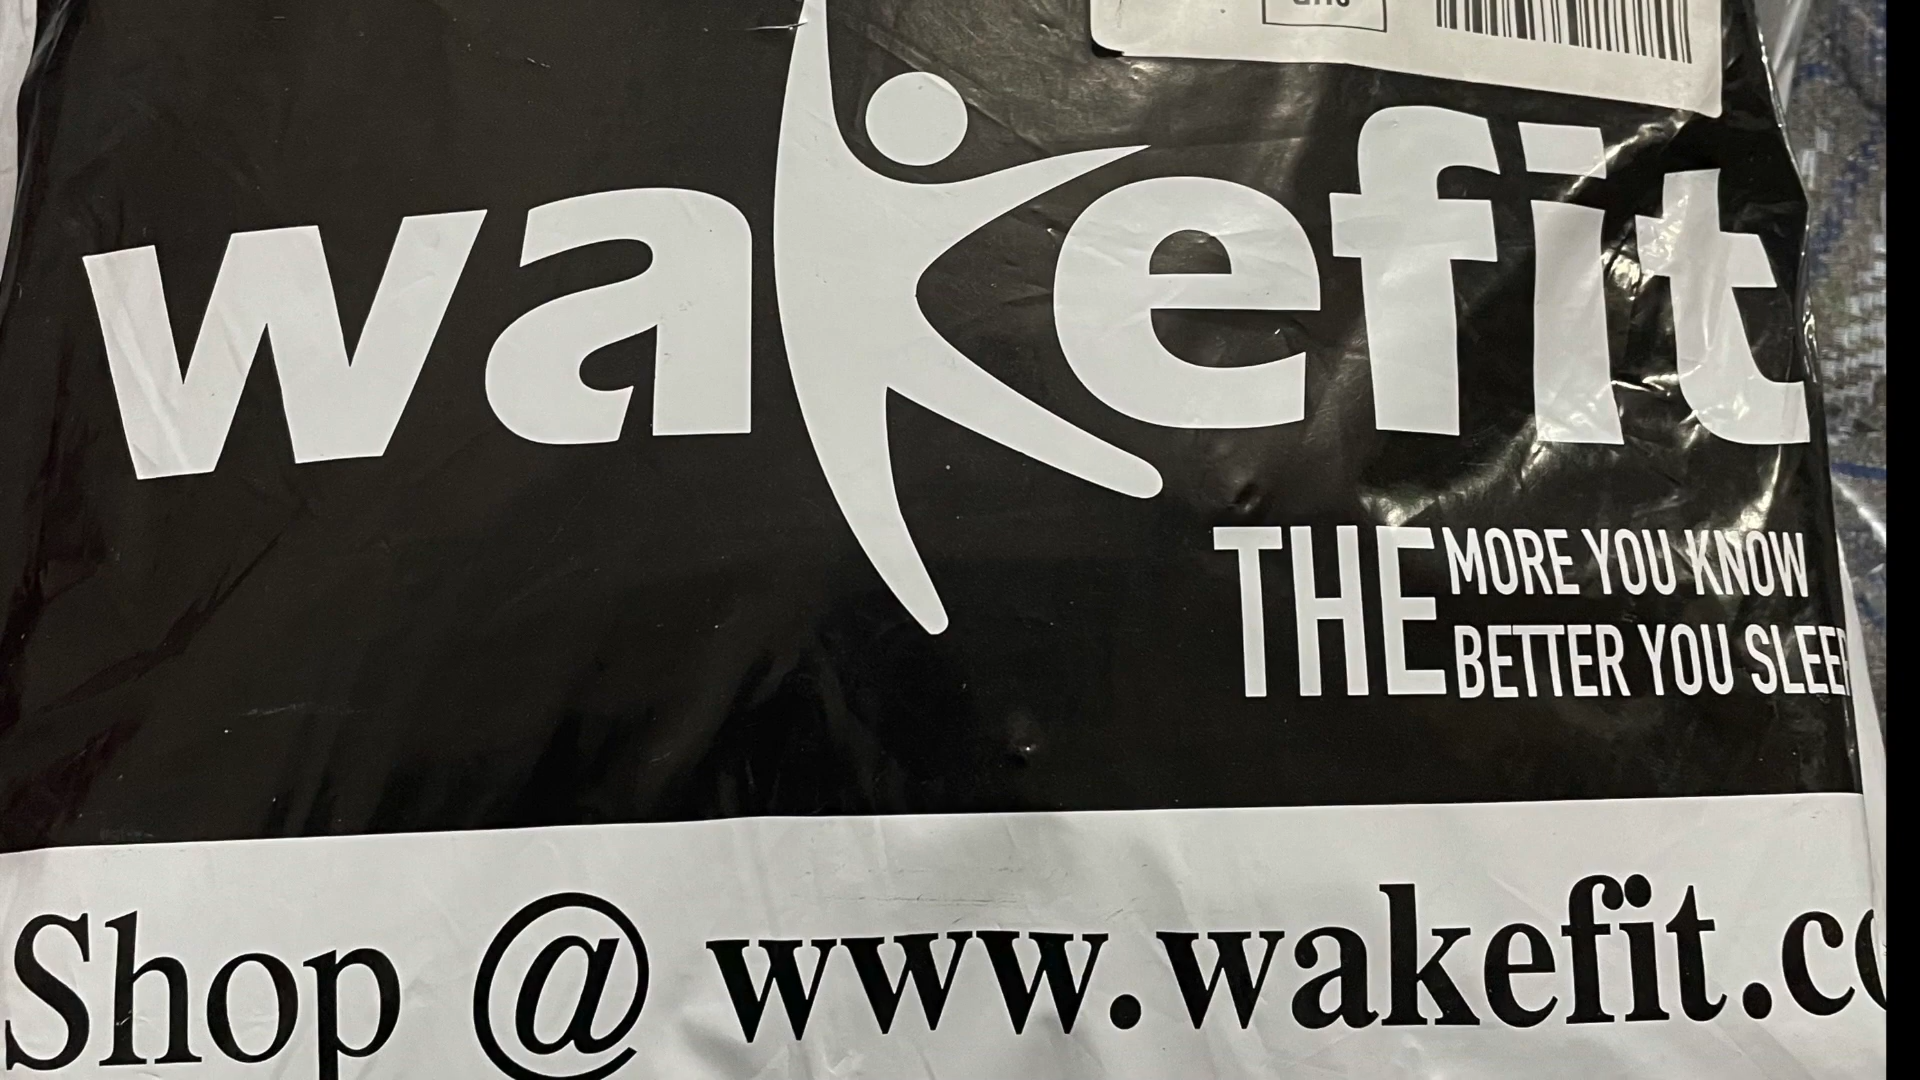 wakefit
THE MORE YOU KNOW
BETTER YOU SLEEP
Shop @ www.wakefit.co